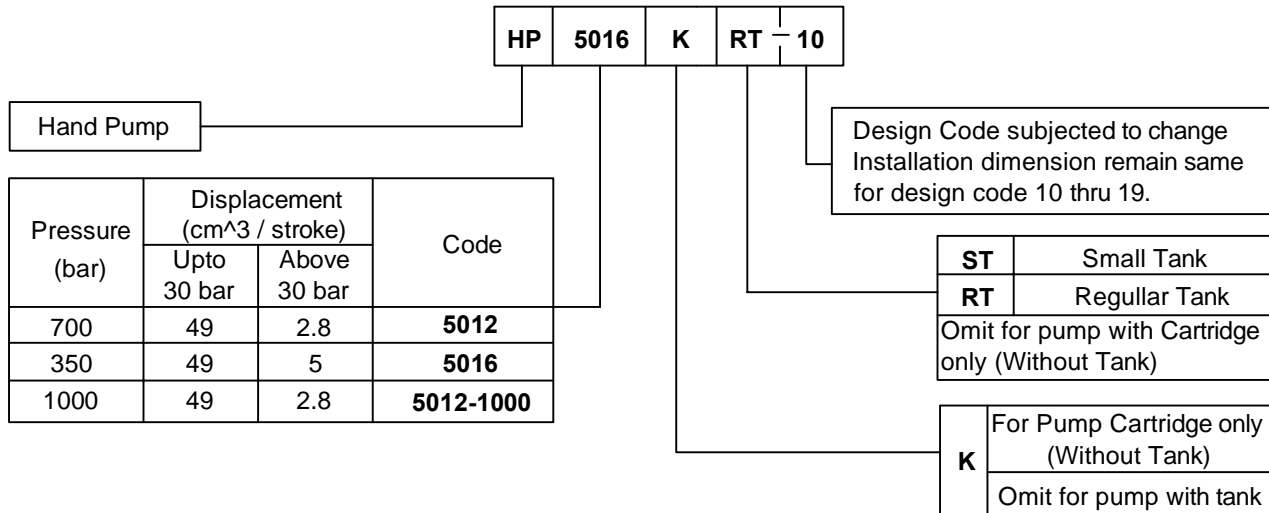 HP 5016 K RT – 10
Hand Pump
Design Code subjected to change
Installation dimension remain same
for design code 10 thru 19.
Pressure
(bar)
Displacement
(cm^3 / stroke)
Code
Upto
30 bar
Above
30 bar
700 49 2.8 5012
350 49 5 5016
1000 49 2.8 5012-1000
ST Small Tank
RT Regullar Tank
Omit for pump with Cartridge
only (Without Tank)
K
For Pump Cartridge only
(Without Tank)
Omit for pump with tank